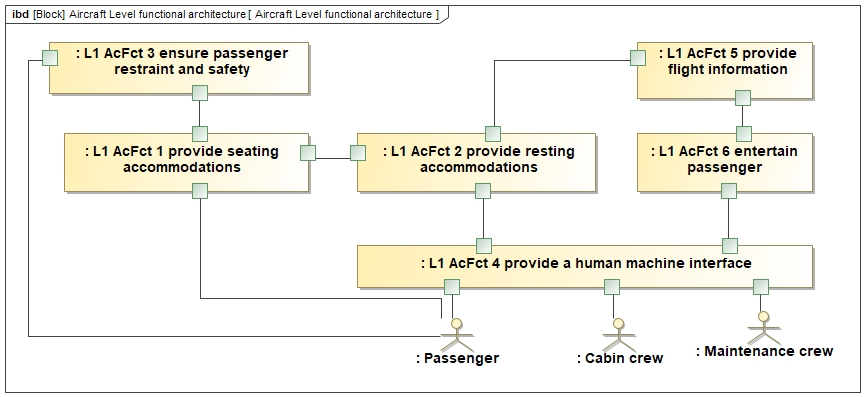 ibd [Block] Aircraft Level functional architecture [ Aircraft Level functional architecture ]
: L1 AcFct 3 ensure passenger
restraint and safety
: L1 AcFct 5 provide
flight information
: L1 AcFct 1 provide seating
accommodations
: L1 AcFct 2 provide resting
accommodations
: L1 AcFct 6 entertain
passenger
: L1 AcFct 4 provide a human machine interface
: Passenger
: Cabin crew
: Maintenance crew